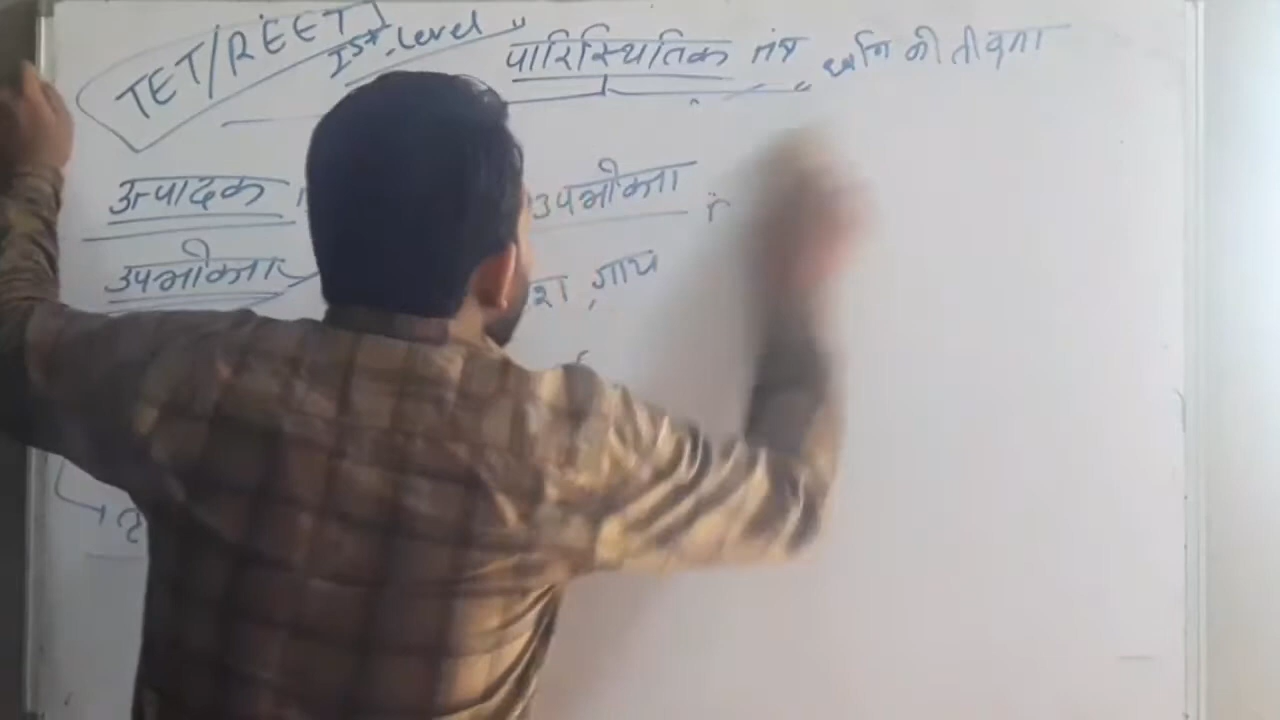 TET/REET
Ist level
पारिस्थितिक तंत्र ध्वनि की तीव्रता
उत्पादक
उपभोक्ता
उपभोक्ता
गाय